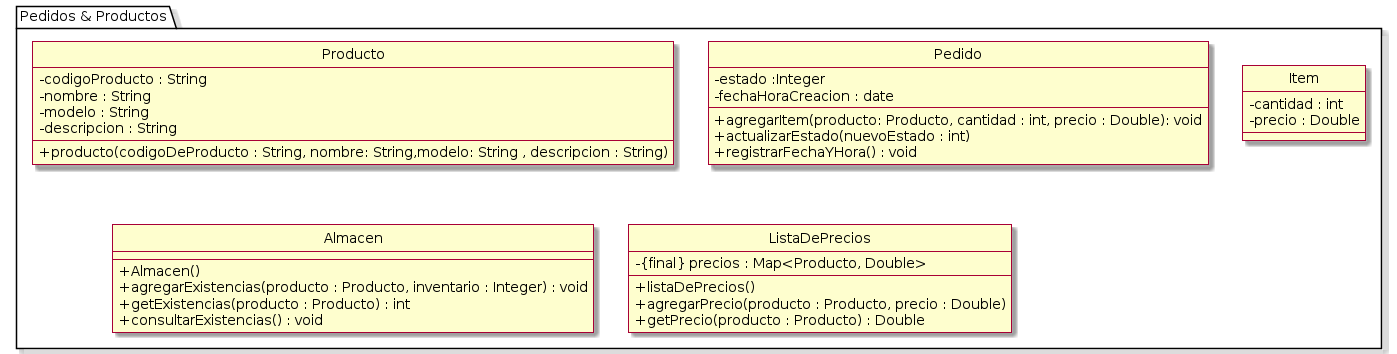 Pedidos & Productos
Producto
-codigoProducto : String
-nombre : String
-modelo : String
-descripcion : String
+producto(codigoDeProducto : String, nombre: String,modelo: String , descripcion : String)
Pedido
-estado :Integer
-fechaHoraCreacion : date
+agregarItem(producto: Producto, cantidad : int, precio : Double): void
+actualizarEstado(nuevoEstado : int)
+registrarFechaYHora() : void
Item
-cantidad : int
-precio : Double
Almacen
+Almacen()
+agregarExistencias(producto : Producto, inventario : Integer) : void
+getExistencias(producto : Producto) : int
+consultarExistencias() : void
ListaDePrecios
-{final} precios : Map<Producto, Double>
+listaDePrecios()
+agregarPrecio(producto : Producto, precio : Double)
+getPrecio(producto : Producto) : Double